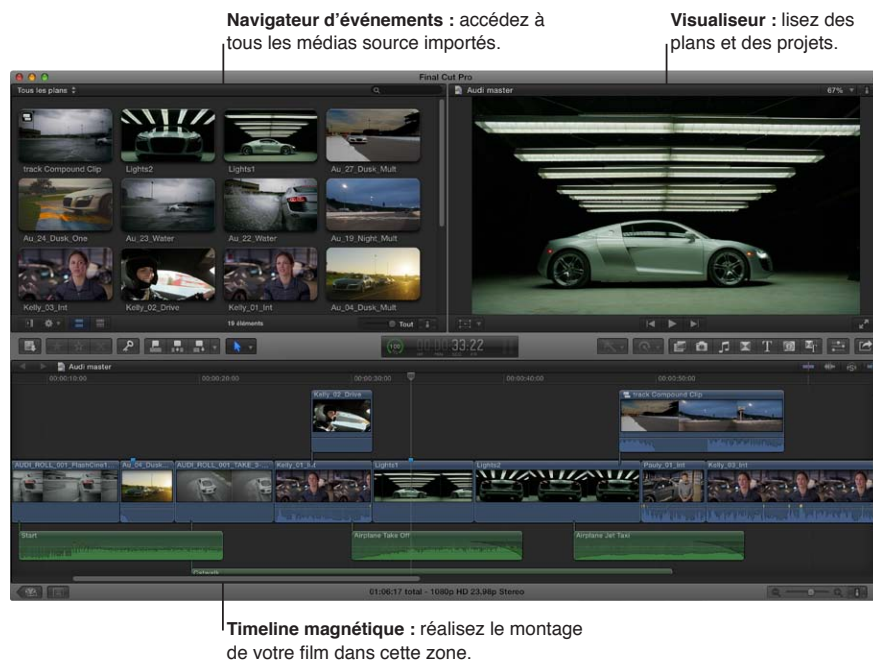 Navigateur d'événements : accédez à
tous les médias source importés.
Visualiseur : lisez des
plans et des projets.
Final Cut Pro
Tous les plans
Audi master
67%
track Compound Clip
Lights2
Lights1
Au_27_Dusk_Mult
Au_24_Dusk_One
Au_23_Water
Au_22_Water
Au_19_Night_Mult
Kelly_03_Int
Kelly_02_Drive
Kelly_01_Int
Au_04_Dusk_Mult
19 éléments
Tout
100
33:22
Audi master
00:00:10:00
00:00:20:00
00:00:30:00
00:00:40:00
00:00:50:00
Kelly_02_Drive
track Compound Clip
AUDI_ROLL_001_FlashCine1...
Au_04_Dusk...
AUDI_ROLL_001_TAKE_3-...
Kelly_01_Int
Lights1
Lights2
Pauly_01_Int
Kelly_03_Int
Start
Airplane Take Off
Airplane Jet Taxi
Catwalk
01:06:17 total - 1080p HD 23.98p Stereo
Timeline magnétique : réalisez le montage
de votre film dans cette zone.